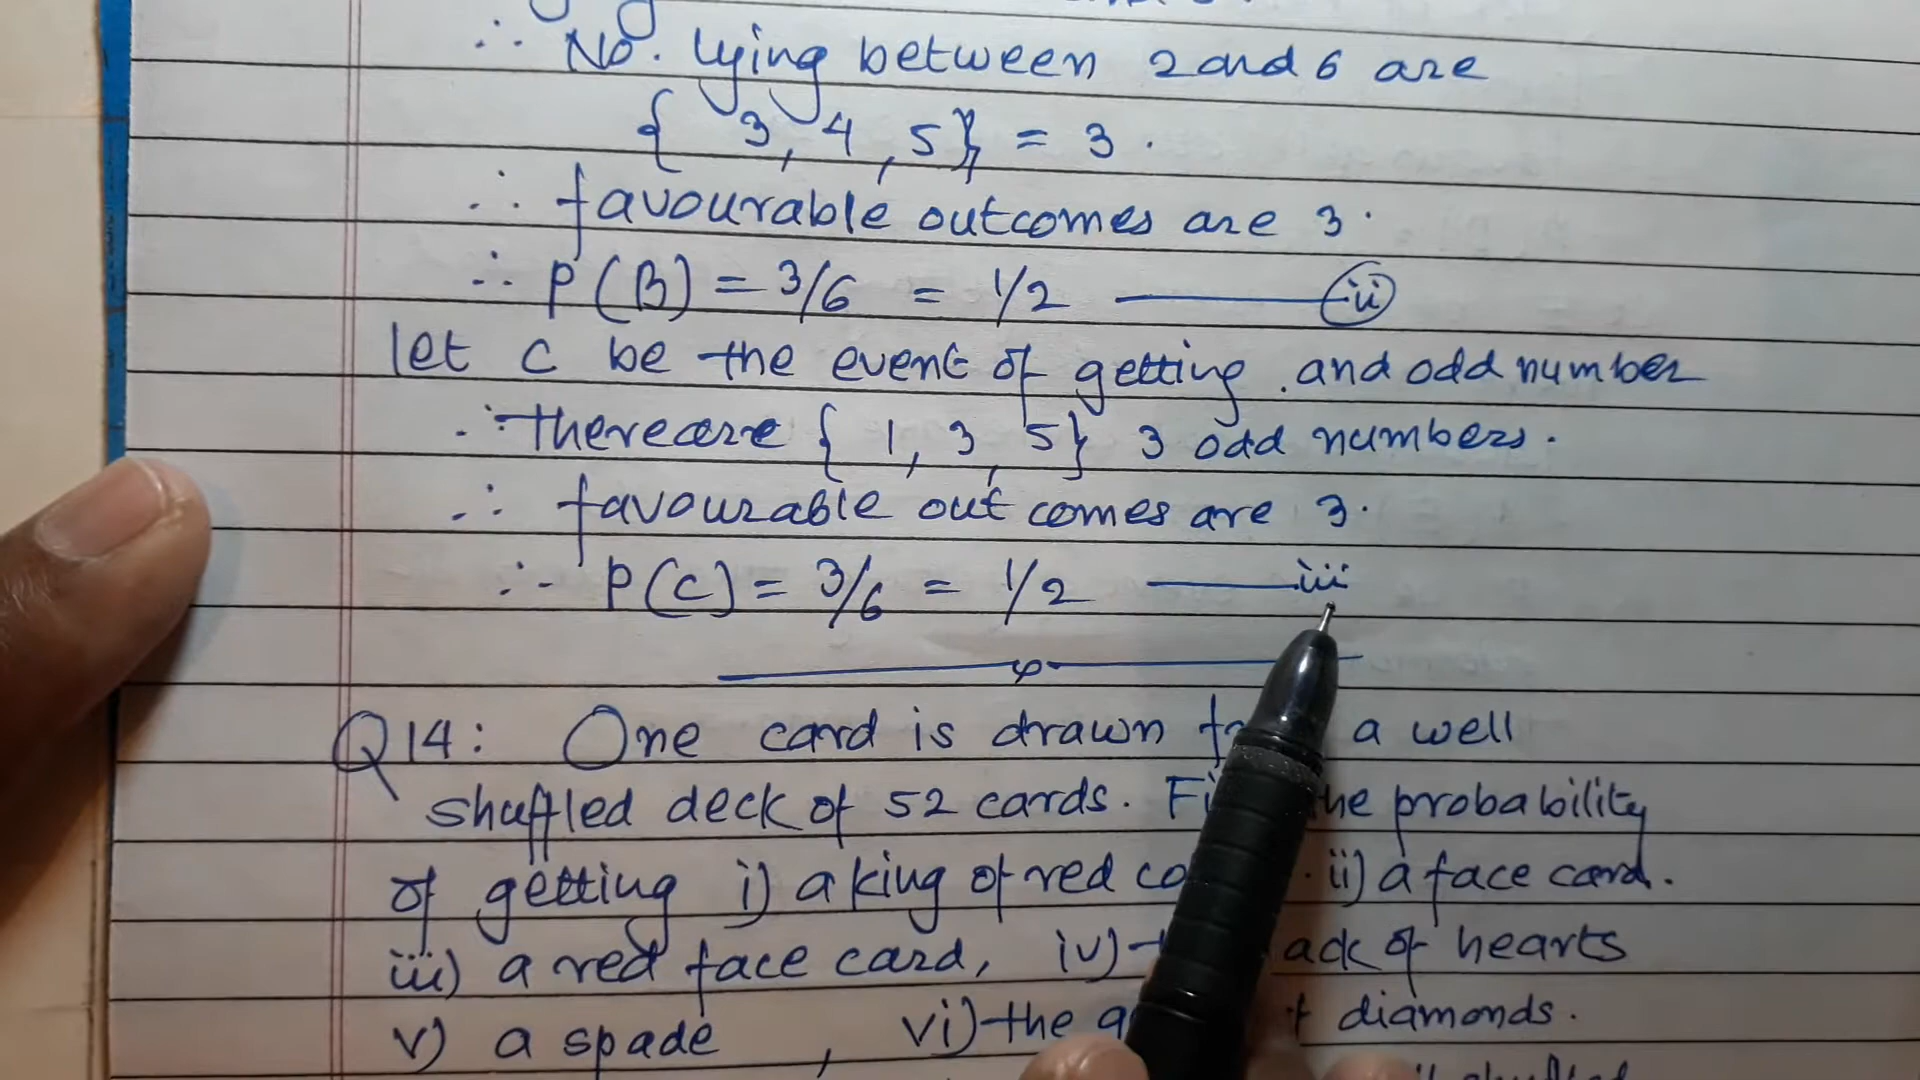 ∴ No. lying between 2 and 6 are
{ 3, 4, 5} = 3.
∴ favourable outcomes are 3.
∴ P(B) = 3/6 = 1/2 ——— ii
let C be the event of getting and odd number
∴ there are { 1, 3, 5} 3 odd numbers.
∴ favourable outcomes are 3.
∴ P(C) = 3/6 = 1/2 ——— iii
Q14: One card is drawn a well
shuffled deck of 52 cards. the probability
of getting i) a king of red ii) a face card.
iii) a red face card, iv) of hearts
v) a spade , vi) the diamonds.